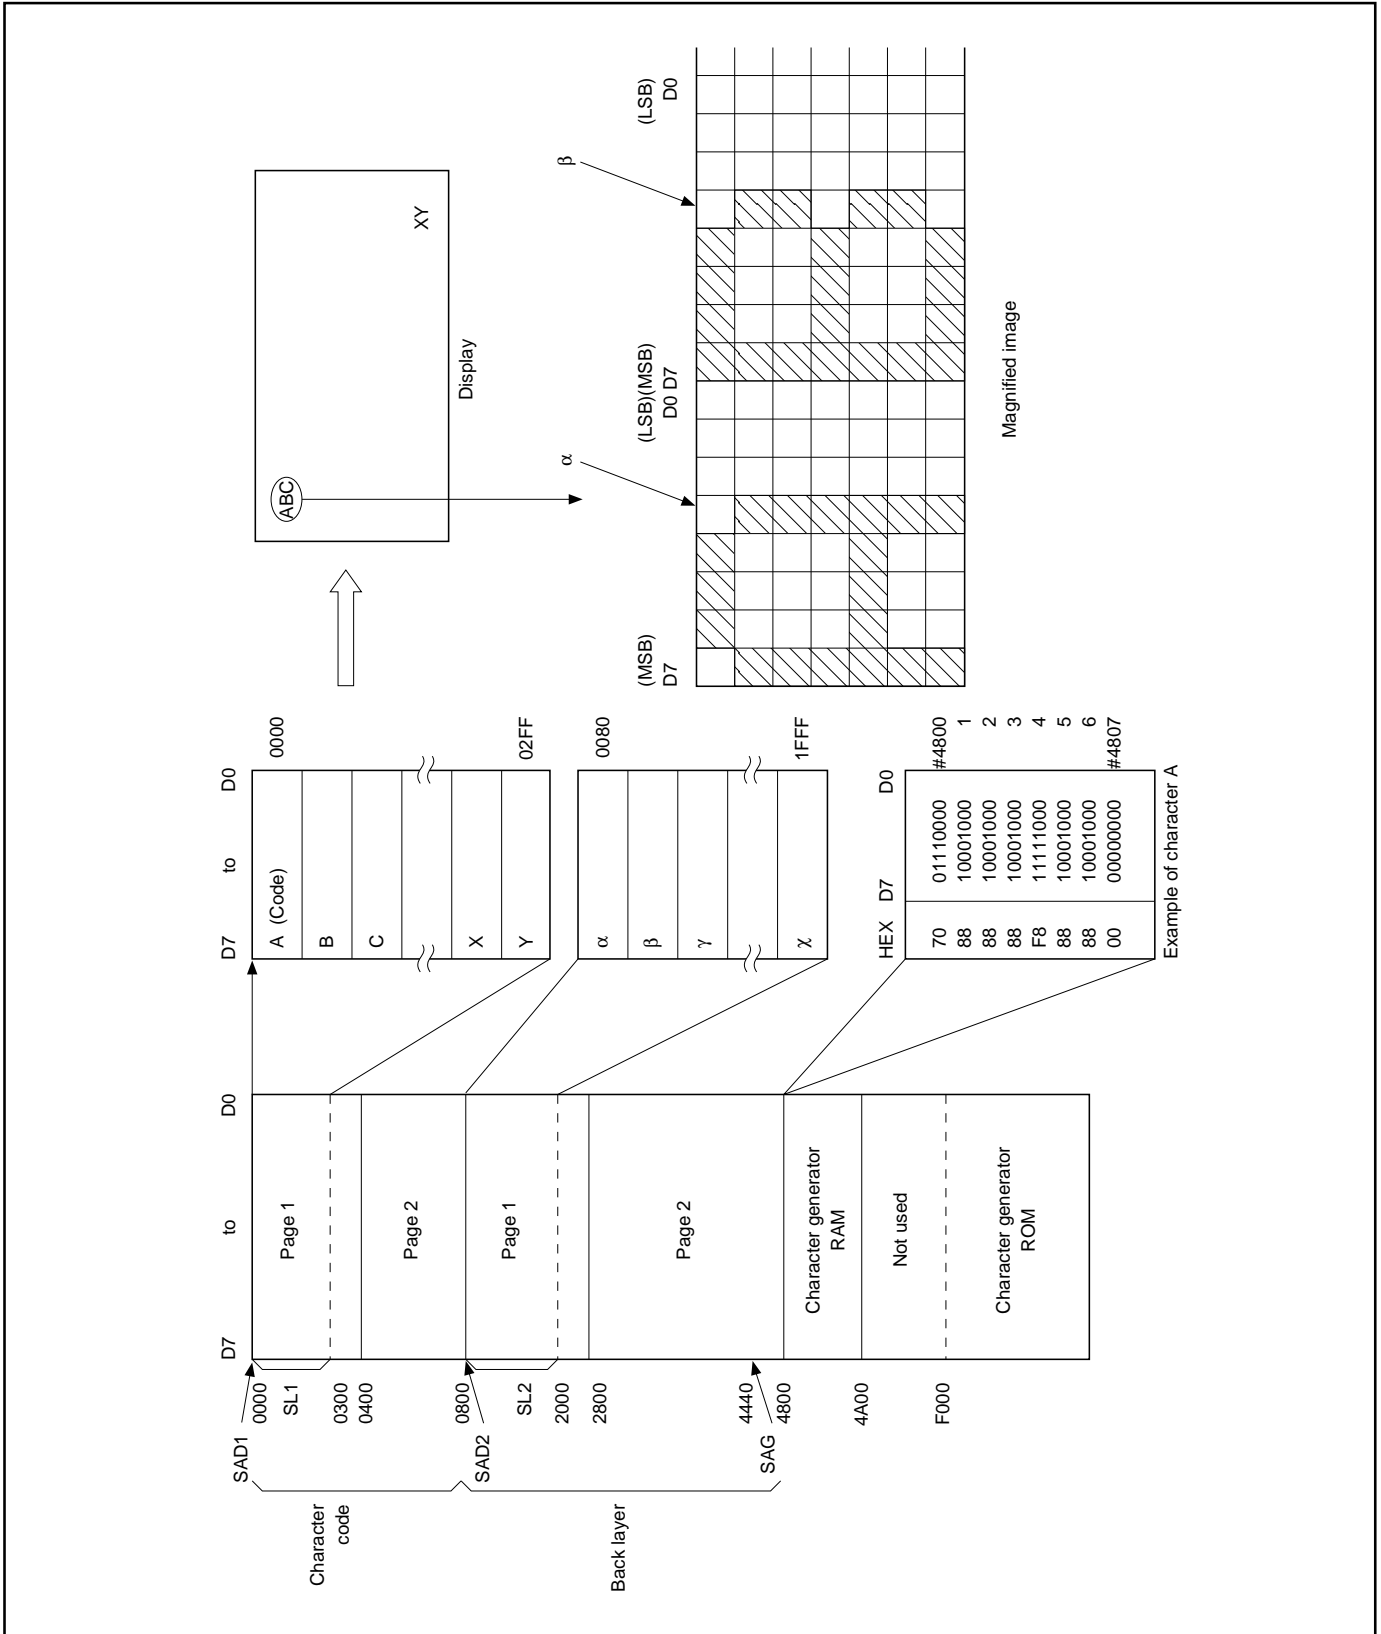 Character
code
Back layer
SAD1
SAD2
SAG
0000
SL1
0300
0400
0800
SL2
2000
2800
4440
4800
4A00
F000
D7 to D0
Page 1
Page 2
Page 1
Page 2
Character generator
RAM
Not used
Character generator
ROM
D7 to D0
A (Code) 0000
B
C
X
Y 02FF
α 0080
β
γ
χ 1FFF
HEX D7 D0
70 01110000 #4800
88 10001000 1
88 10001000 2
88 10001000 3
F8 11111000 4
88 10001000 5
88 10001000 6
00 00000000 #4807
Example of character A
ABC
XY
Display
α
β
(MSB) (LSB)(MSB) (LSB)
D7 D0 D7 D0
Magnified image